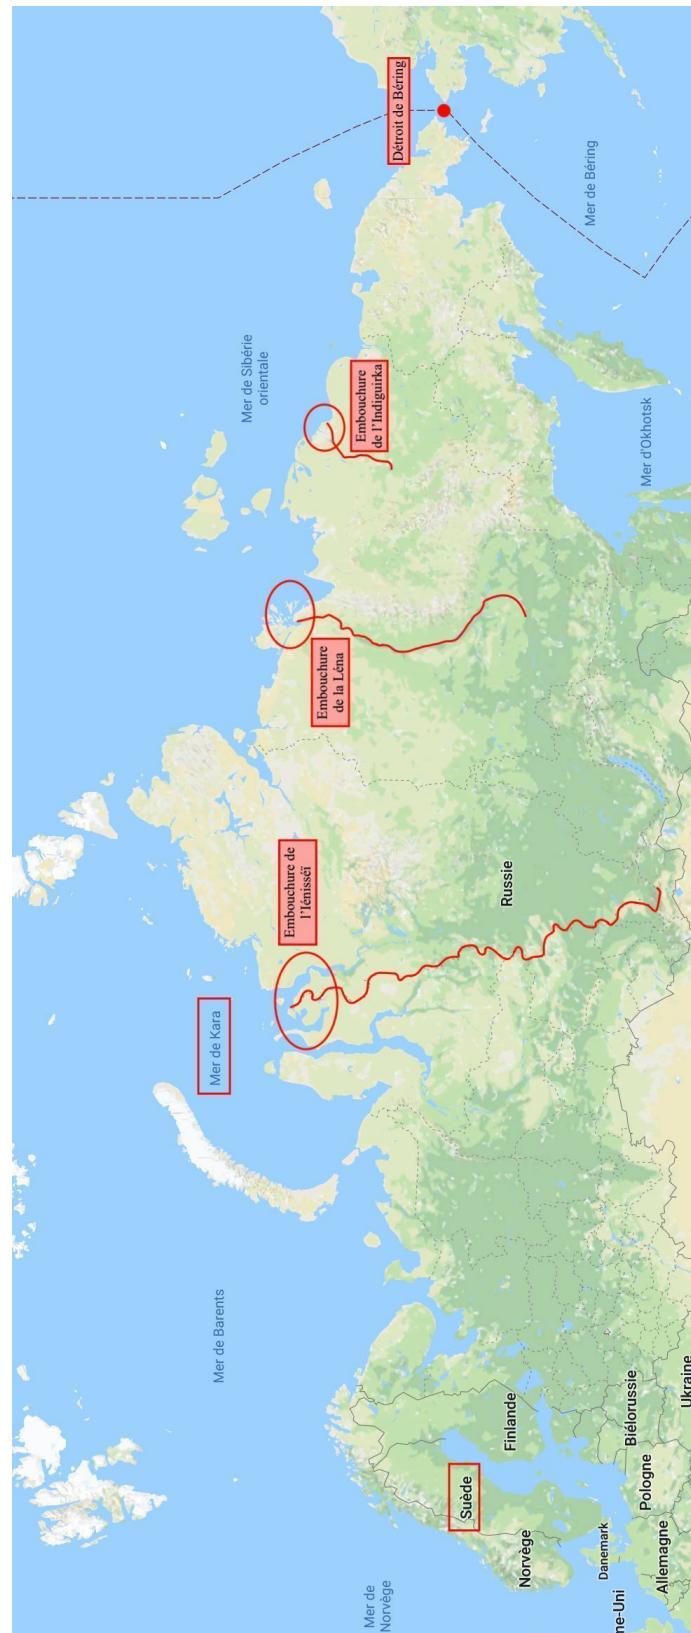 Mer de Barents
Mer de Kara
Mer de Sibérie
orientale
Embouchure de
l'Iénisseï
Embouchure
de la Léna
Embouchure
de l'Indiguirka
Détroit de Béring
Mer de
Norvège
Suède
Finlande
Russie
Norvège
Mer de Béring
Danemark
ne-Uni
Biélorussie
Pologne
Mer d'Okhotsk
Allemagne
Ukraine